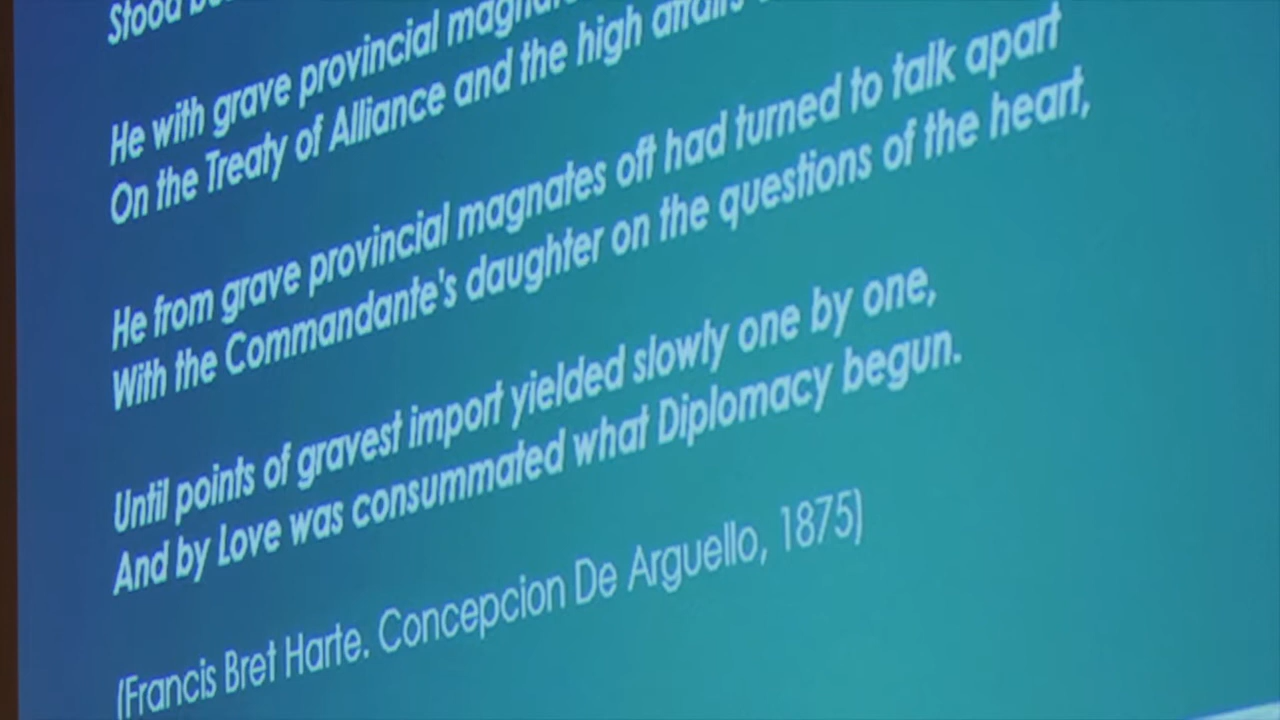 Stood
He with grave provincial
On the Treaty of Alliance and the high affairs
He from grave provincial magnates oft had turned to talk apart
With the Commandante's daughter on the questions of the heart,
Until points of gravest import yielded slowly one by one,
And by Love was consummated what Diplomacy begun.
(Francis Bret Harte. Concepcion De Arguello, 1875)